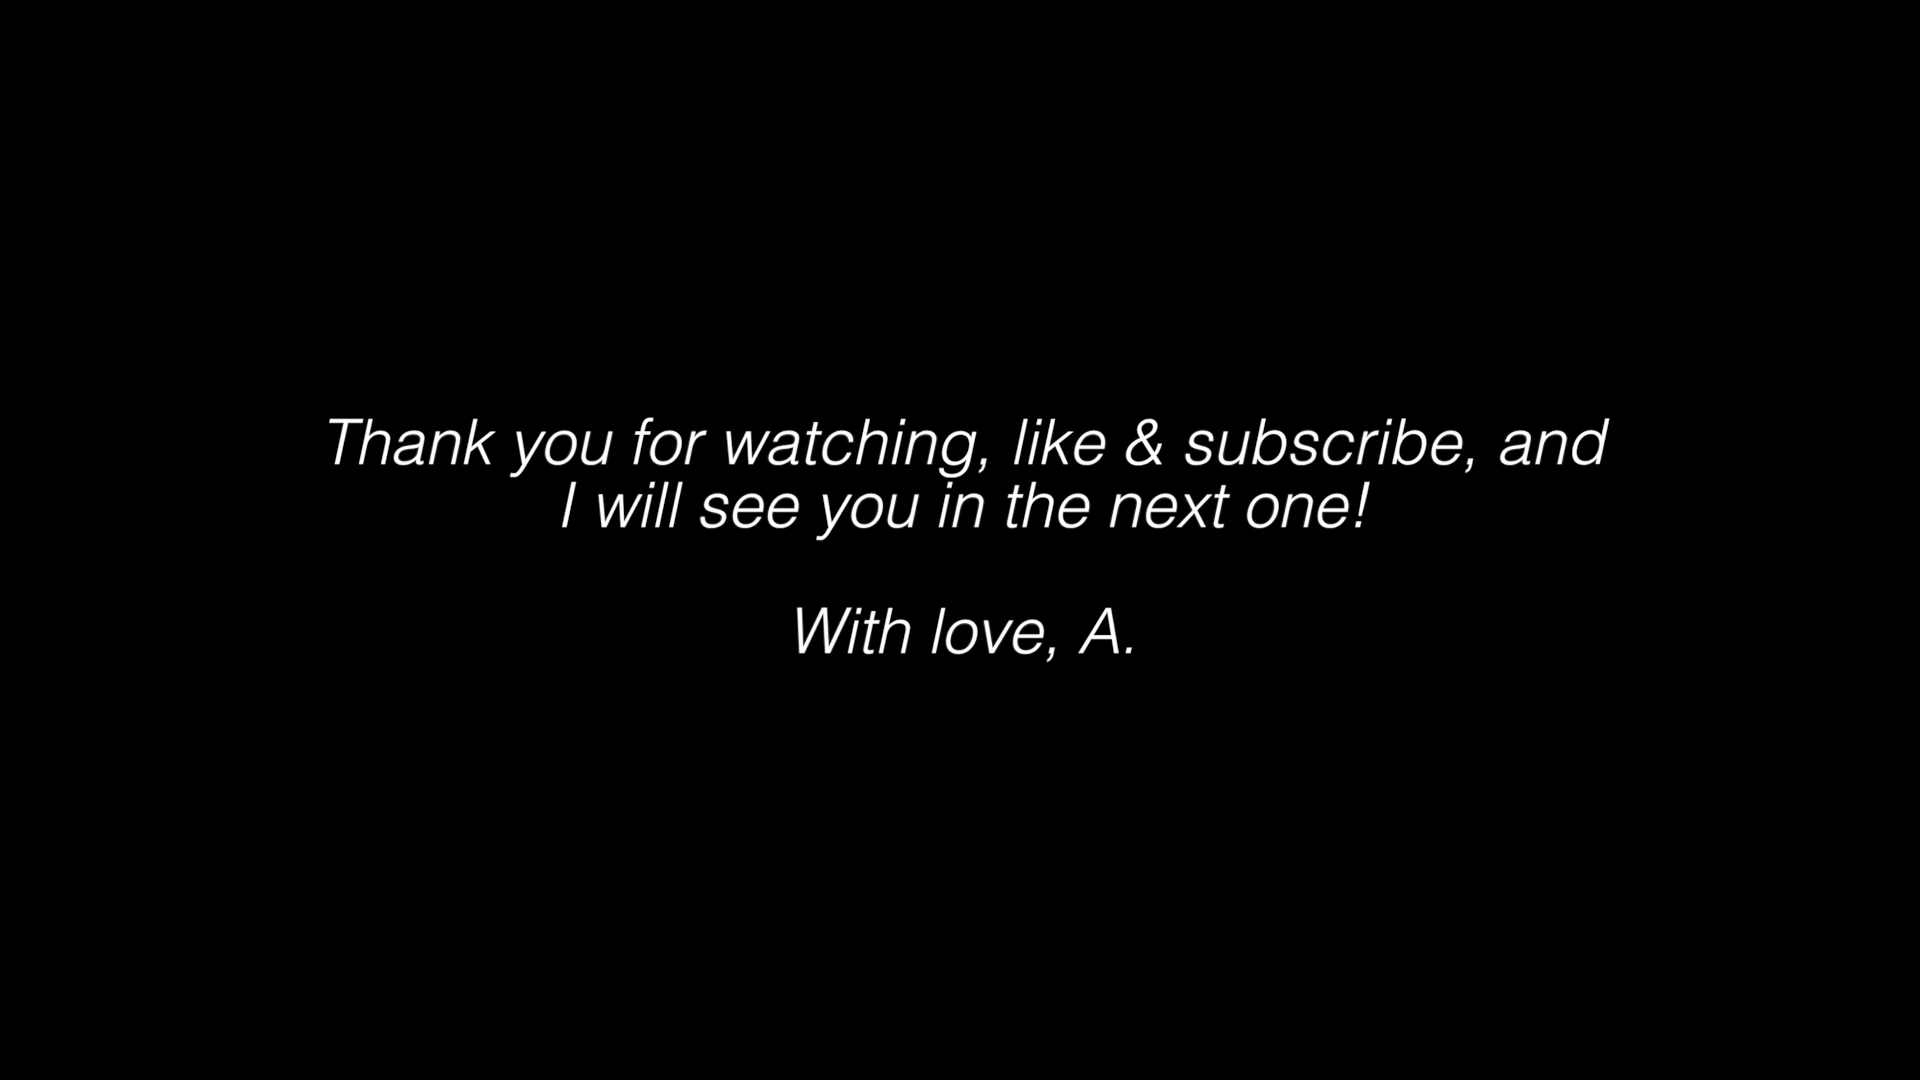 Thank you for watching, like & subscribe, and
I will see you in the next one!
With love, A.